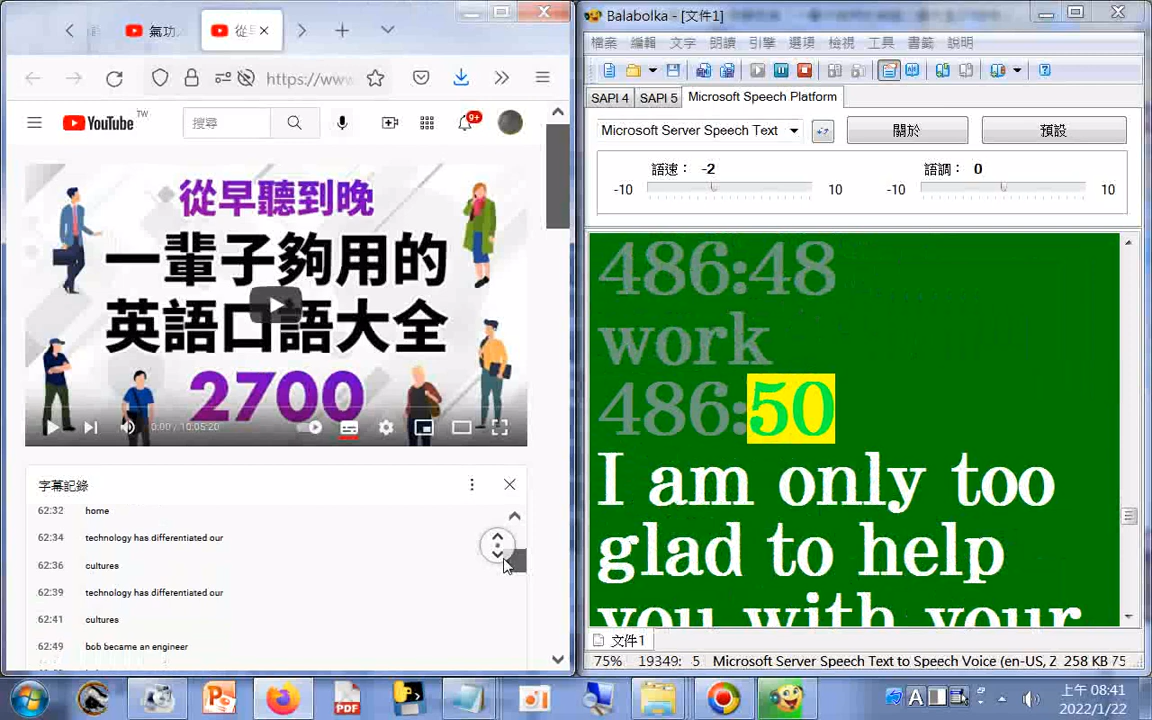 氣功
從
https://www
YouTube TW
搜尋
9+
從早聽到晚
一輩子夠用的
英語口語大全
2700
0:00 / 10:05:20
字幕記錄
62:32 home
62:34 technology has differentiated our
62:36 cultures
62:39 technology has differentiated our
62:41 cultures
62:49 bob became an engineer
Balabolka - [文件1]
檔案 編輯 文字 朗讀 引擎 選項 檢視 工具 書籤 說明
SAPI 4 SAPI 5 Microsoft Speech Platform
Microsoft Server Speech Text
關於
預設
語速： -2
語調： 0
-10 10 -10 10
486:48
work
486:50
I am only too
glad to help
you with your
文件1
75% 19349: 5 Microsoft Server Speech Text to Speech Voice (en-US, 2 258 KB 75
PDF
上午 08:41
2022/1/22